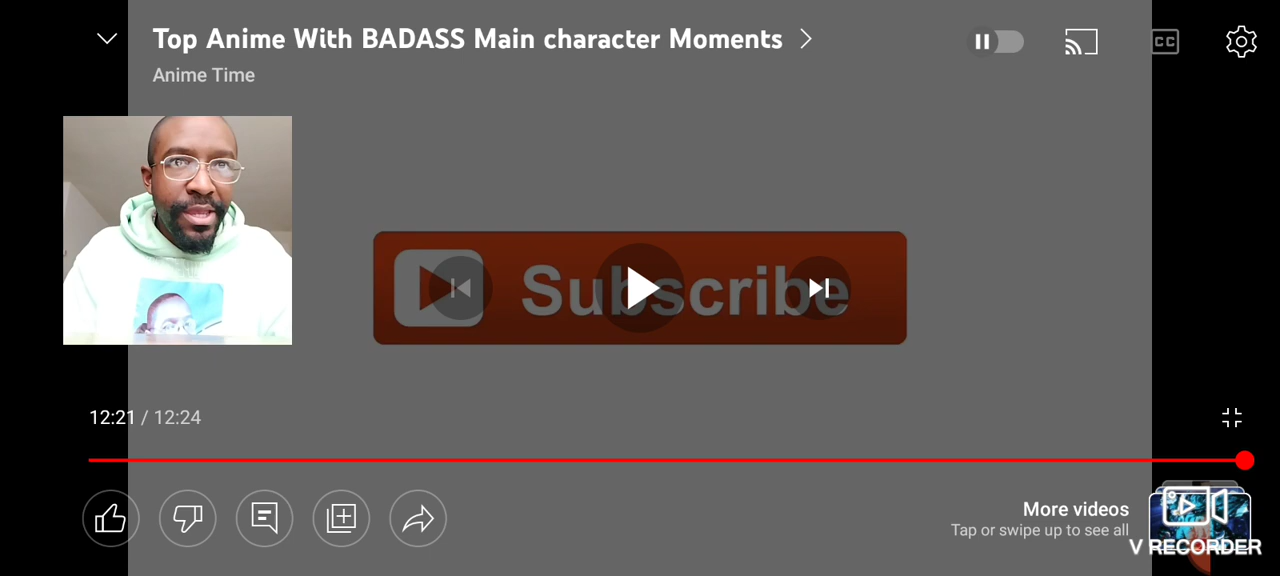 Top Anime With BADASS Main character Moments
Anime Time
CC
Subscribe
12:21 / 12:24
More videos
Tap or swipe up to see all
V RECORDER